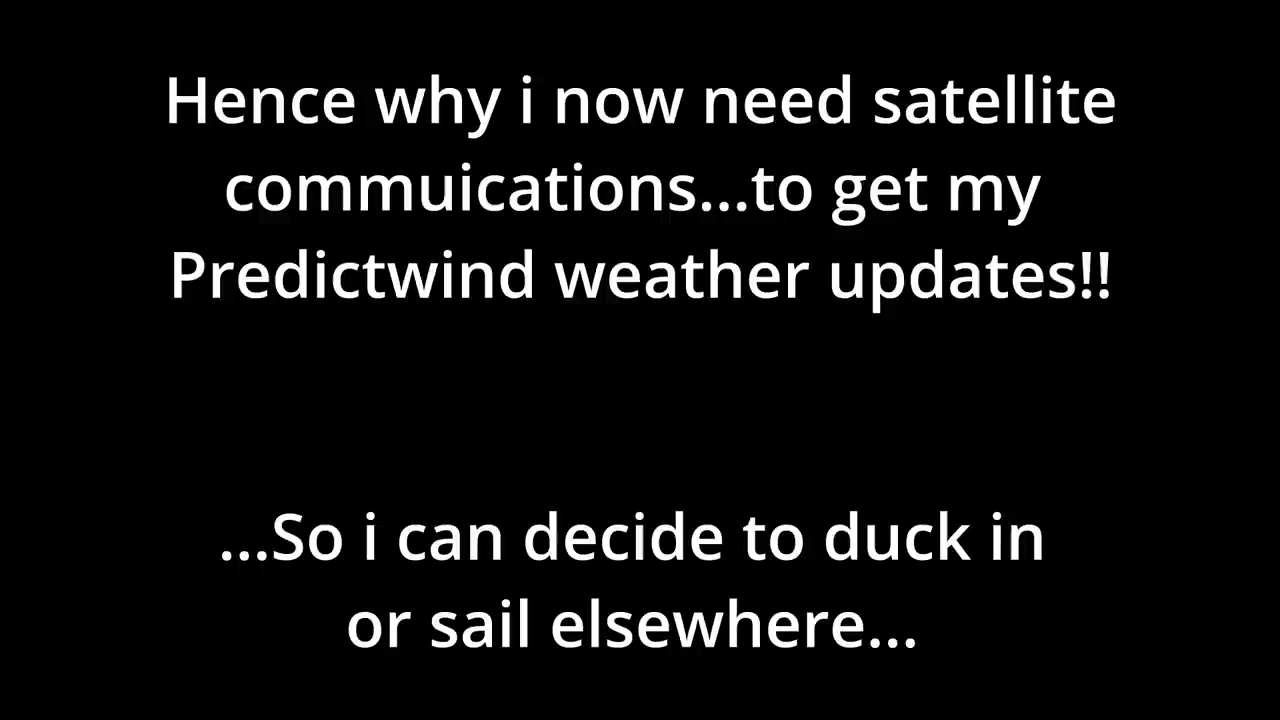 Hence why i now need satellite
commuications...to get my
Predictwind weather updates!!
...So i can decide to duck in
or sail elsewhere...